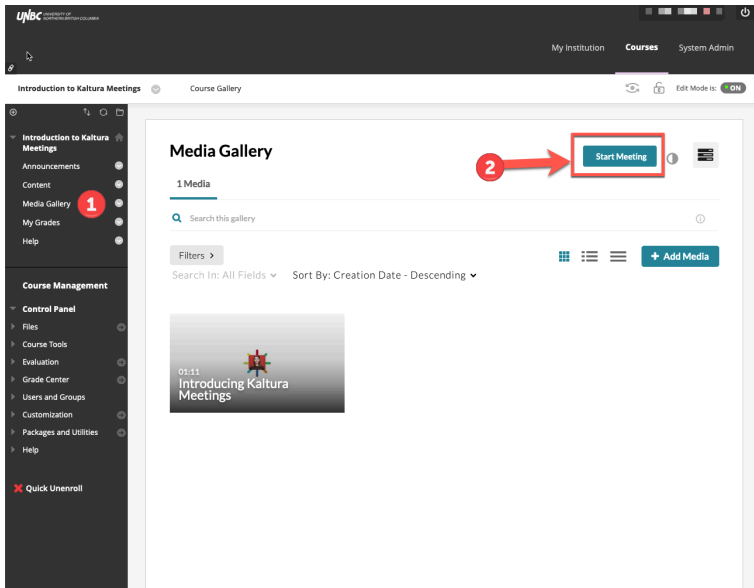 UNBC UNIVERSITY OF
NORTHERN BRITISH COLUMBIA
My Institution Courses System Admin
Introduction to Kaltura Meetings Course Gallery Edit Mode is: ON
Introduction to Kaltura
Meetings
Announcements
Content
Media Gallery 1
My Grades
Help
Course Management
Control Panel
Files
Course Tools
Evaluation
Grade Center
Users and Groups
Customization
Packages and Utilities
Help
Quick Unenroll
Media Gallery
2
Start Meeting
1 Media
Search this gallery
Filters >
+ Add Media
Search In: All Fields Sort By: Creation Date - Descending
01:11
Introducing Kaltura
Meetings